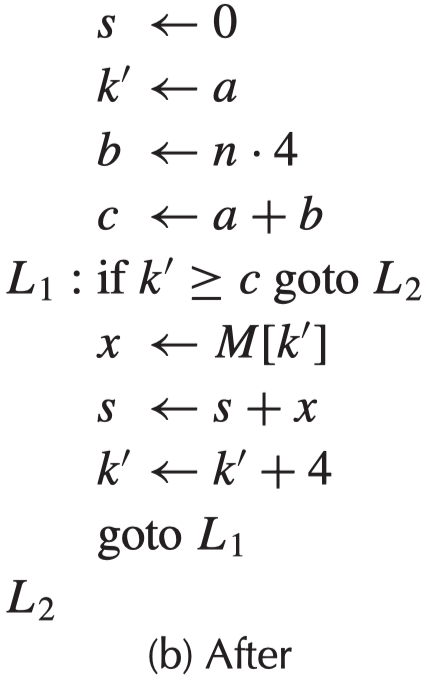 s ← 0
k′ ← a
b ← n · 4
c ← a + b
L₁ : if k′ ≥ c goto L₂
x ← M[k′]
s ← s + x
k′ ← k′ + 4
goto L₁
L₂
(b) After